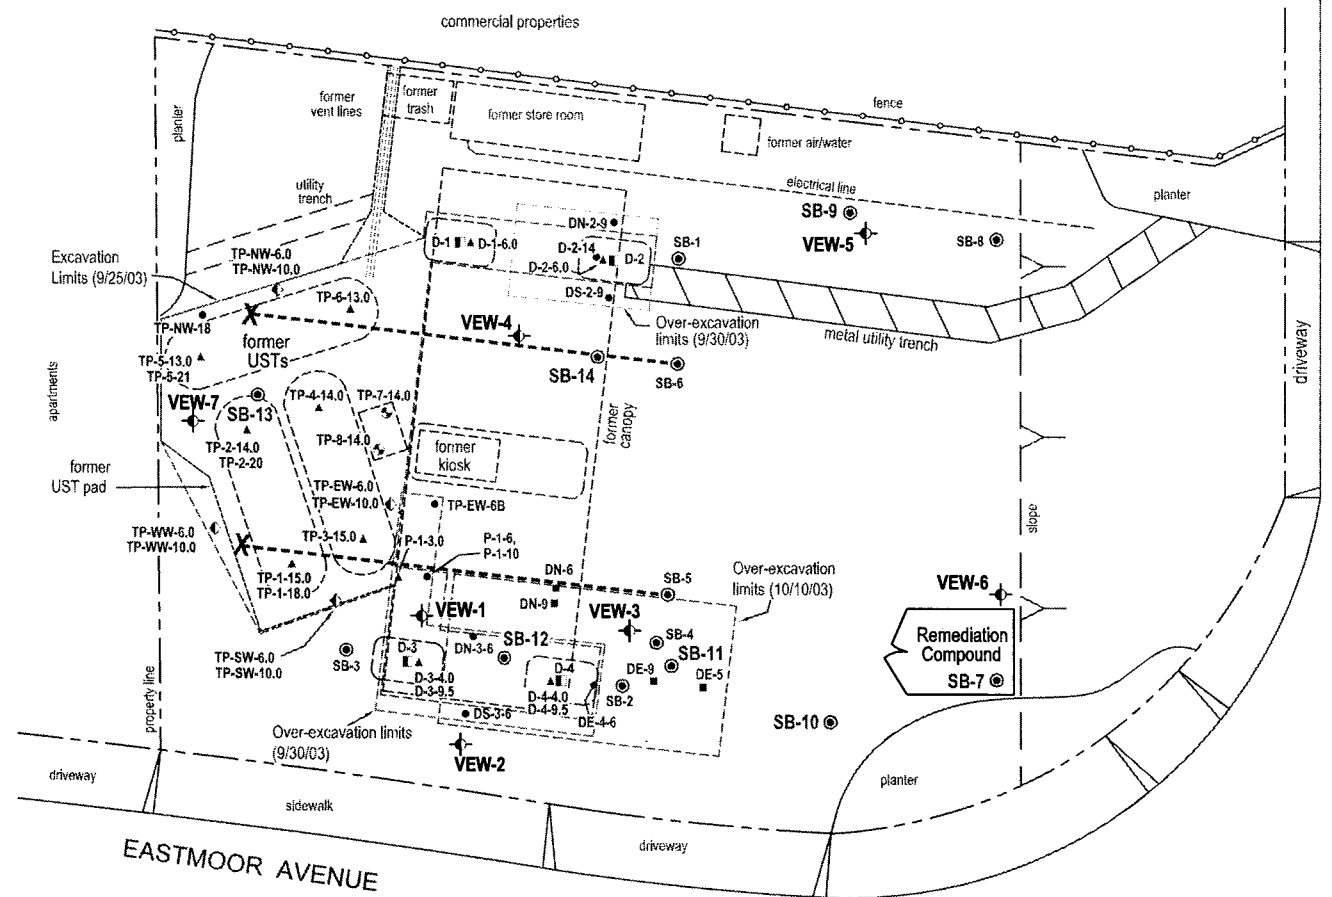 commercial properties
planter
former
vent lines
former
trash
former store room
fence
former air/water
electrical line
planter
utility
trench
SB-9
VEW-5
SB-8
Excavation
Limits (9/25/03)
TP-NW-6.0
TP-NW-10.0
D-1
D-1-6.0
DN-2-9
D-2-14
D-2-6.0
D-2
SB-1
DS-2-9
TP-6-13.0
TP-NW-18
X
former
USTs
VEW-4
Over-excavation
limits (9/30/03)
metal utility trench
driveway
TP-5-13.0
TP-5-21
SB-14
SB-6
apartments
VEW-7
SB-13
TP-4-14.0
TP-7-14.0
TP-2-14.0
TP-2-20
TP-8-14.0
former
kiosk
former
canopy
former
UST pad
TP-EW-6.0
TP-EW-10.0
TP-EW-6B
slope
TP-WW-6.0
TP-WW-10.0
X
TP-3-15.0
P-1-3.0
P-1-6,
P-1-10
TP-1-15.0
TP-1-18.0
DN-6
DN-9
SB-5
Over-excavation
limits (10/10/03)
VEW-6
VEW-1
VEW-3
Remediation
Compound
SB-7
TP-SW-6.0
TP-SW-10.0
SB-3
D-3
D-3-4.0
D-3-9.5
DN-3-6
SB-12
SB-4
SB-11
D-4
D-4-4.0
D-4-9.5
DE-4-6
SB-2
DE-9
DE-5
DS-3-6
SB-10
property line
Over-excavation limits
(9/30/03)
VEW-2
planter
driveway
sidewalk
driveway
EASTMOOR AVENUE